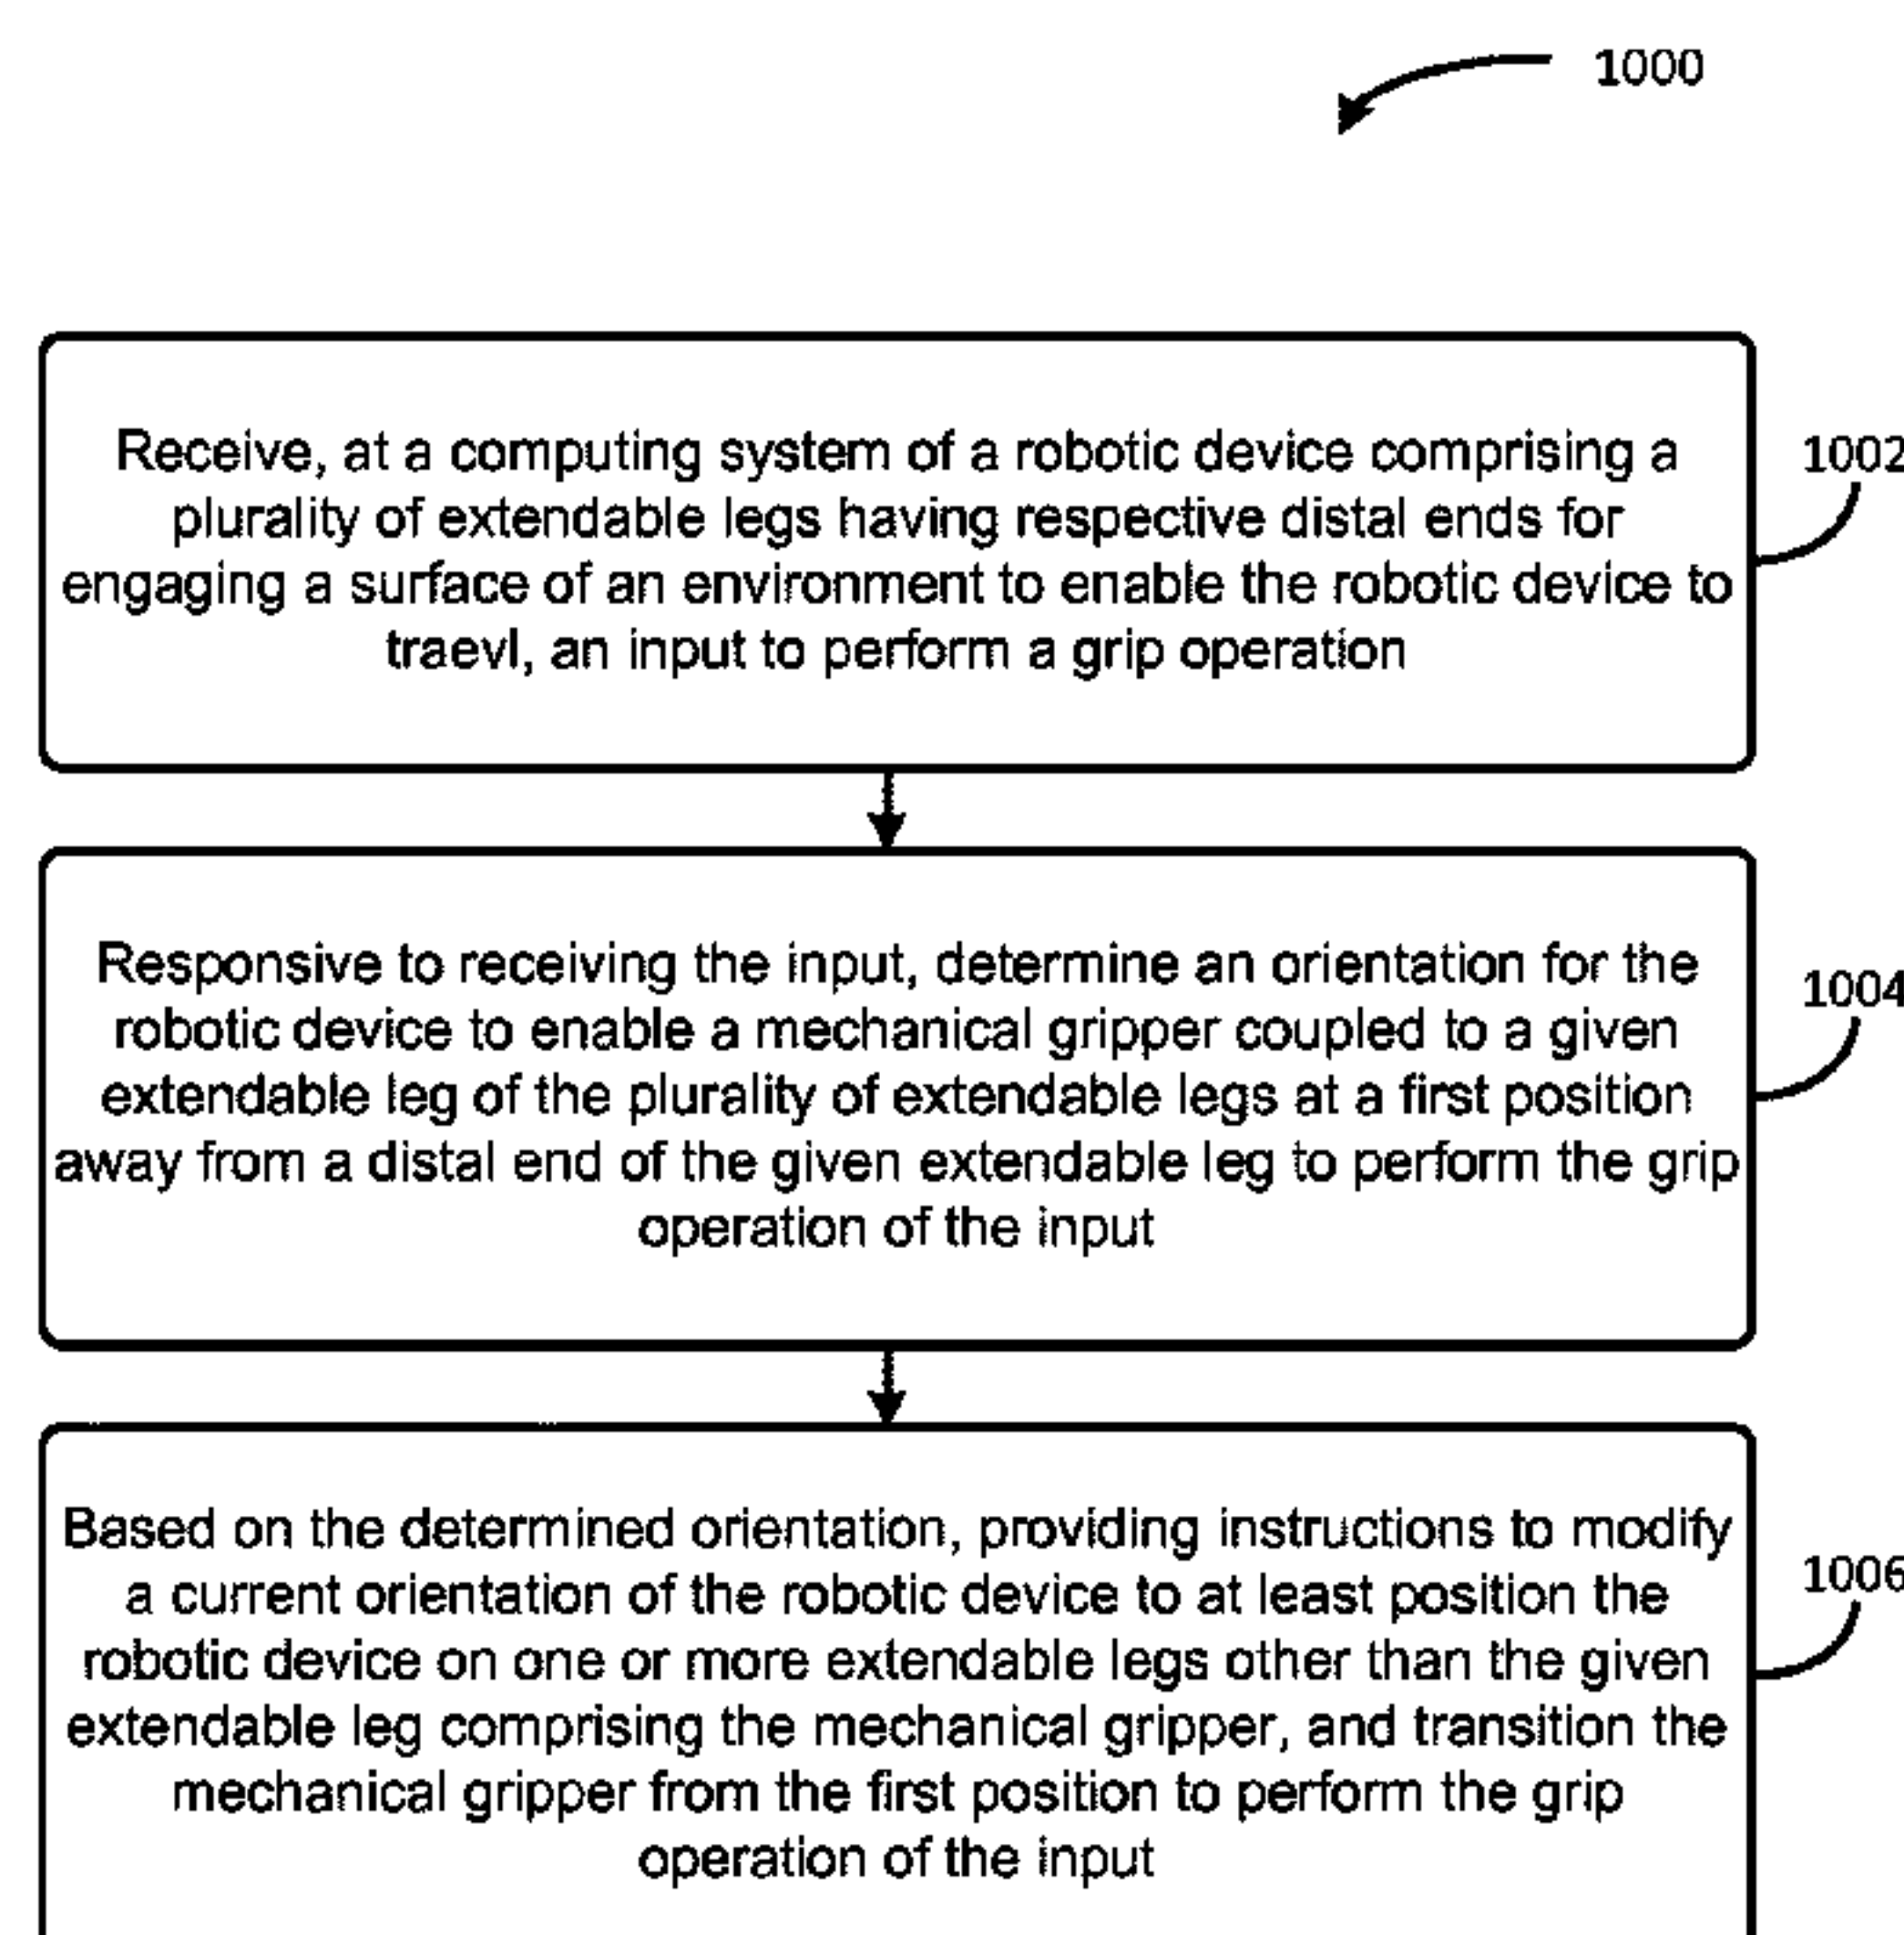 1000
Receive, at a computing system of a robotic device comprising a
plurality of extendable legs having respective distal ends for
engaging a surface of an environment to enable the robotic device to
traevl, an input to perform a grip operation
1002
Responsive to receiving the input, determine an orientation for the
robotic device to enable a mechanical gripper coupled to a given
extendable leg of the plurality of extendable legs at a first position
away from a distal end of the given extendable leg to perform the grip
operation of the input
1004
Based on the determined orientation, providing instructions to modify
a current orientation of the robotic device to at least position the
robotic device on one or more extendable legs other than the given
extendable leg comprising the mechanical gripper, and transition the
mechanical gripper from the first position to perform the grip
operation of the input
1006